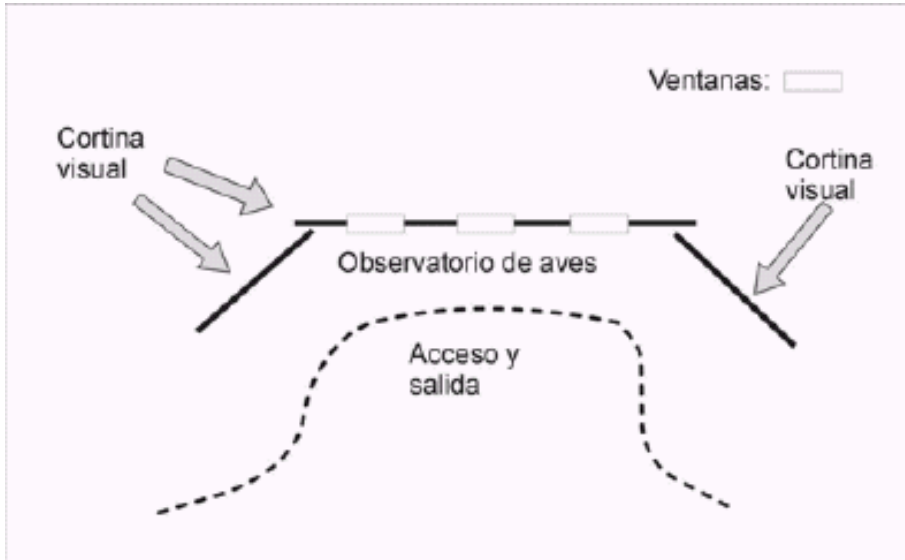 Ventanas:
Cortina
visual
Cortina
visual
Observatorio de aves
Acceso y
salida